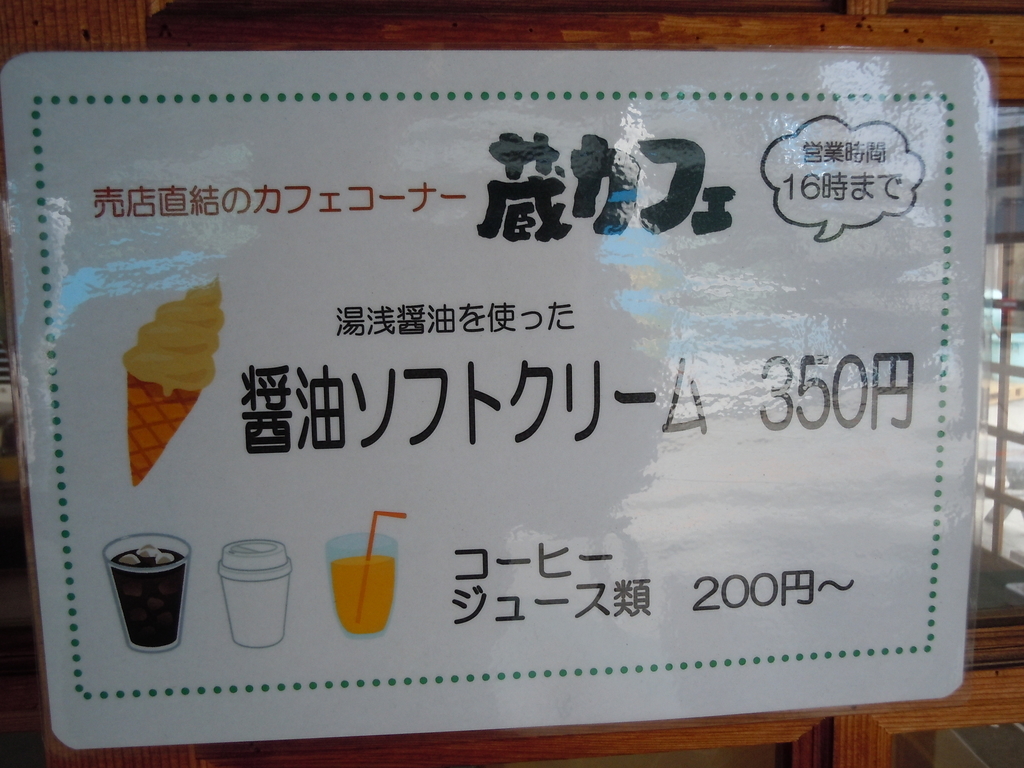 売店直結のカフェコーナー 蔵カフェ
営業時間
16時まで
湯浅醤油を使った
醤油ソフトクリーム 350円
コーヒー
ジュース類 200円〜